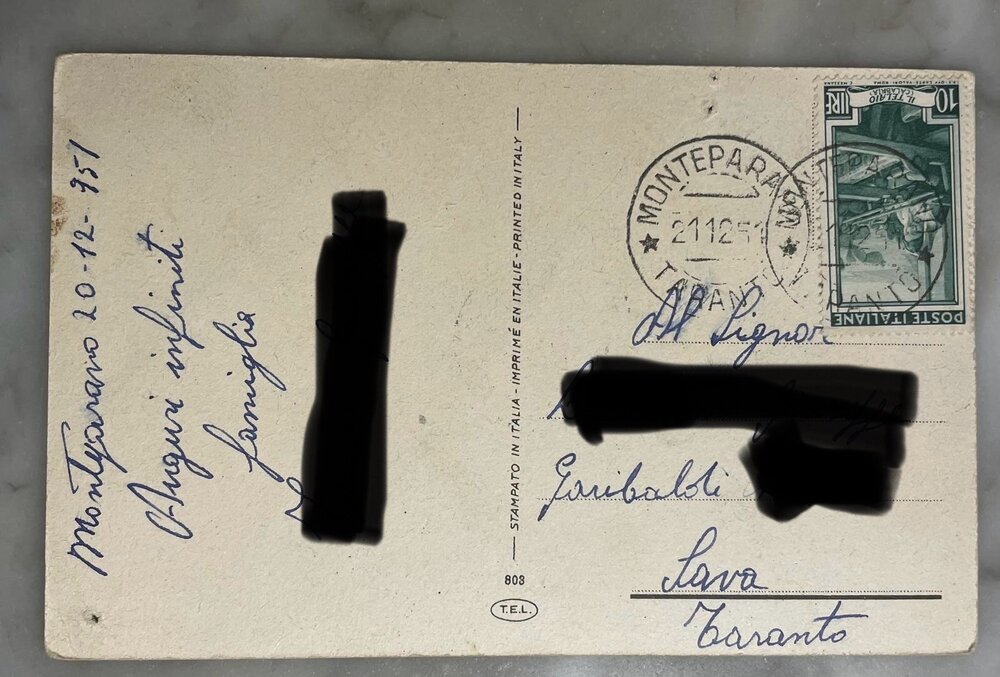 Monteparano 20-12-951
Auguri infiniti
famiglia
STAMPATO IN ITALIA - IMPRIMÉ EN ITALIE - PRINTED IN ITALY
803
T.E.L.
MONTEPARANO
21 12 51
TARANTO
10 LIRE
IL TELAIO
(CALABRIA)
POSTE ITALIANE
Al Signor
Garibaldi
Sava
Taranto